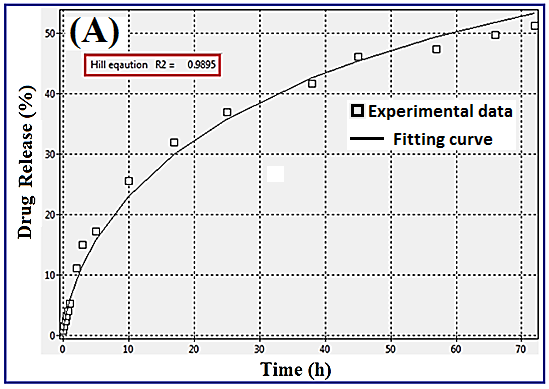 (A)
Hill eqaution R2 = 0.9895
Experimental data
Fitting curve
Drug Release (%)
50
40
30
20
10
0
0 10 20 30 40 50 60 70
Time (h)